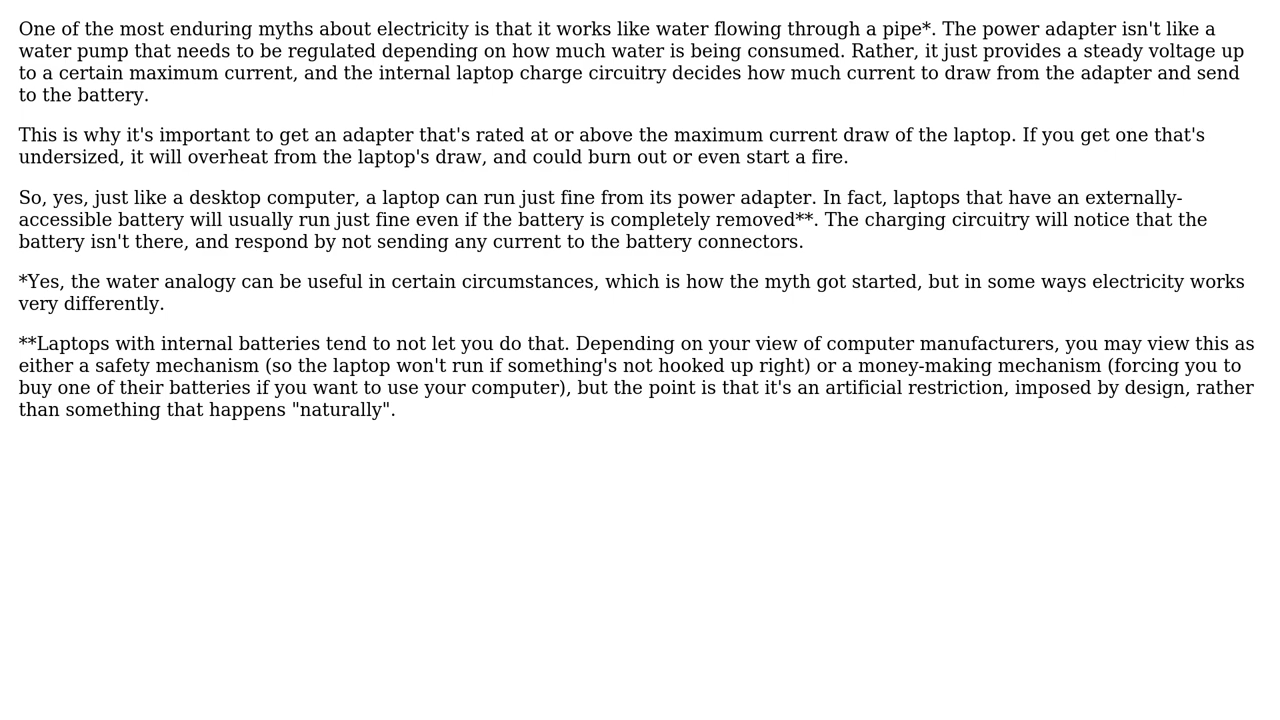 One of the most enduring myths about electricity is that it works like water flowing through a pipe*. The power adapter isn't like a
water pump that needs to be regulated depending on how much water is being consumed. Rather, it just provides a steady voltage up
to a certain maximum current, and the internal laptop charge circuitry decides how much current to draw from the adapter and send
to the battery.
This is why it's important to get an adapter that's rated at or above the maximum current draw of the laptop. If you get one that's
undersized, it will overheat from the laptop's draw, and could burn out or even start a fire.
So, yes, just like a desktop computer, a laptop can run just fine from its power adapter. In fact, laptops that have an externally-
accessible battery will usually run just fine even if the battery is completely removed**. The charging circuitry will notice that the
battery isn't there, and respond by not sending any current to the battery connectors.
*Yes, the water analogy can be useful in certain circumstances, which is how the myth got started, but in some ways electricity works
very differently.
**Laptops with internal batteries tend to not let you do that. Depending on your view of computer manufacturers, you may view this as
either a safety mechanism (so the laptop won't run if something's not hooked up right) or a money-making mechanism (forcing you to
buy one of their batteries if you want to use your computer), but the point is that it's an artificial restriction, imposed by design, rather
than something that happens "naturally".